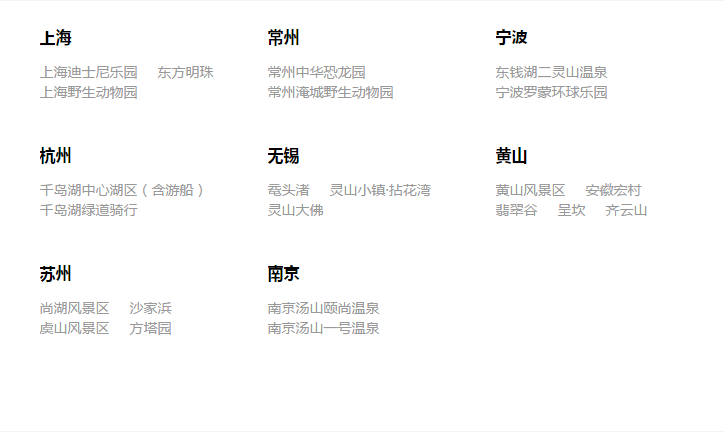 上海
上海迪士尼乐园 东方明珠
上海野生动物园
常州
常州中华恐龙园
常州淹城野生动物园
宁波
东钱湖二灵山温泉
宁波罗蒙环球乐园
杭州
千岛湖中心湖区（含游船）
千岛湖绿道骑行
无锡
鼋头渚 灵山小镇·拈花湾
灵山大佛
黄山
黄山风景区 安徽宏村
翡翠谷 呈坎 齐云山
苏州
尚湖风景区 沙家浜
虞山风景区 方塔园
南京
南京汤山颐尚温泉
南京汤山一号温泉